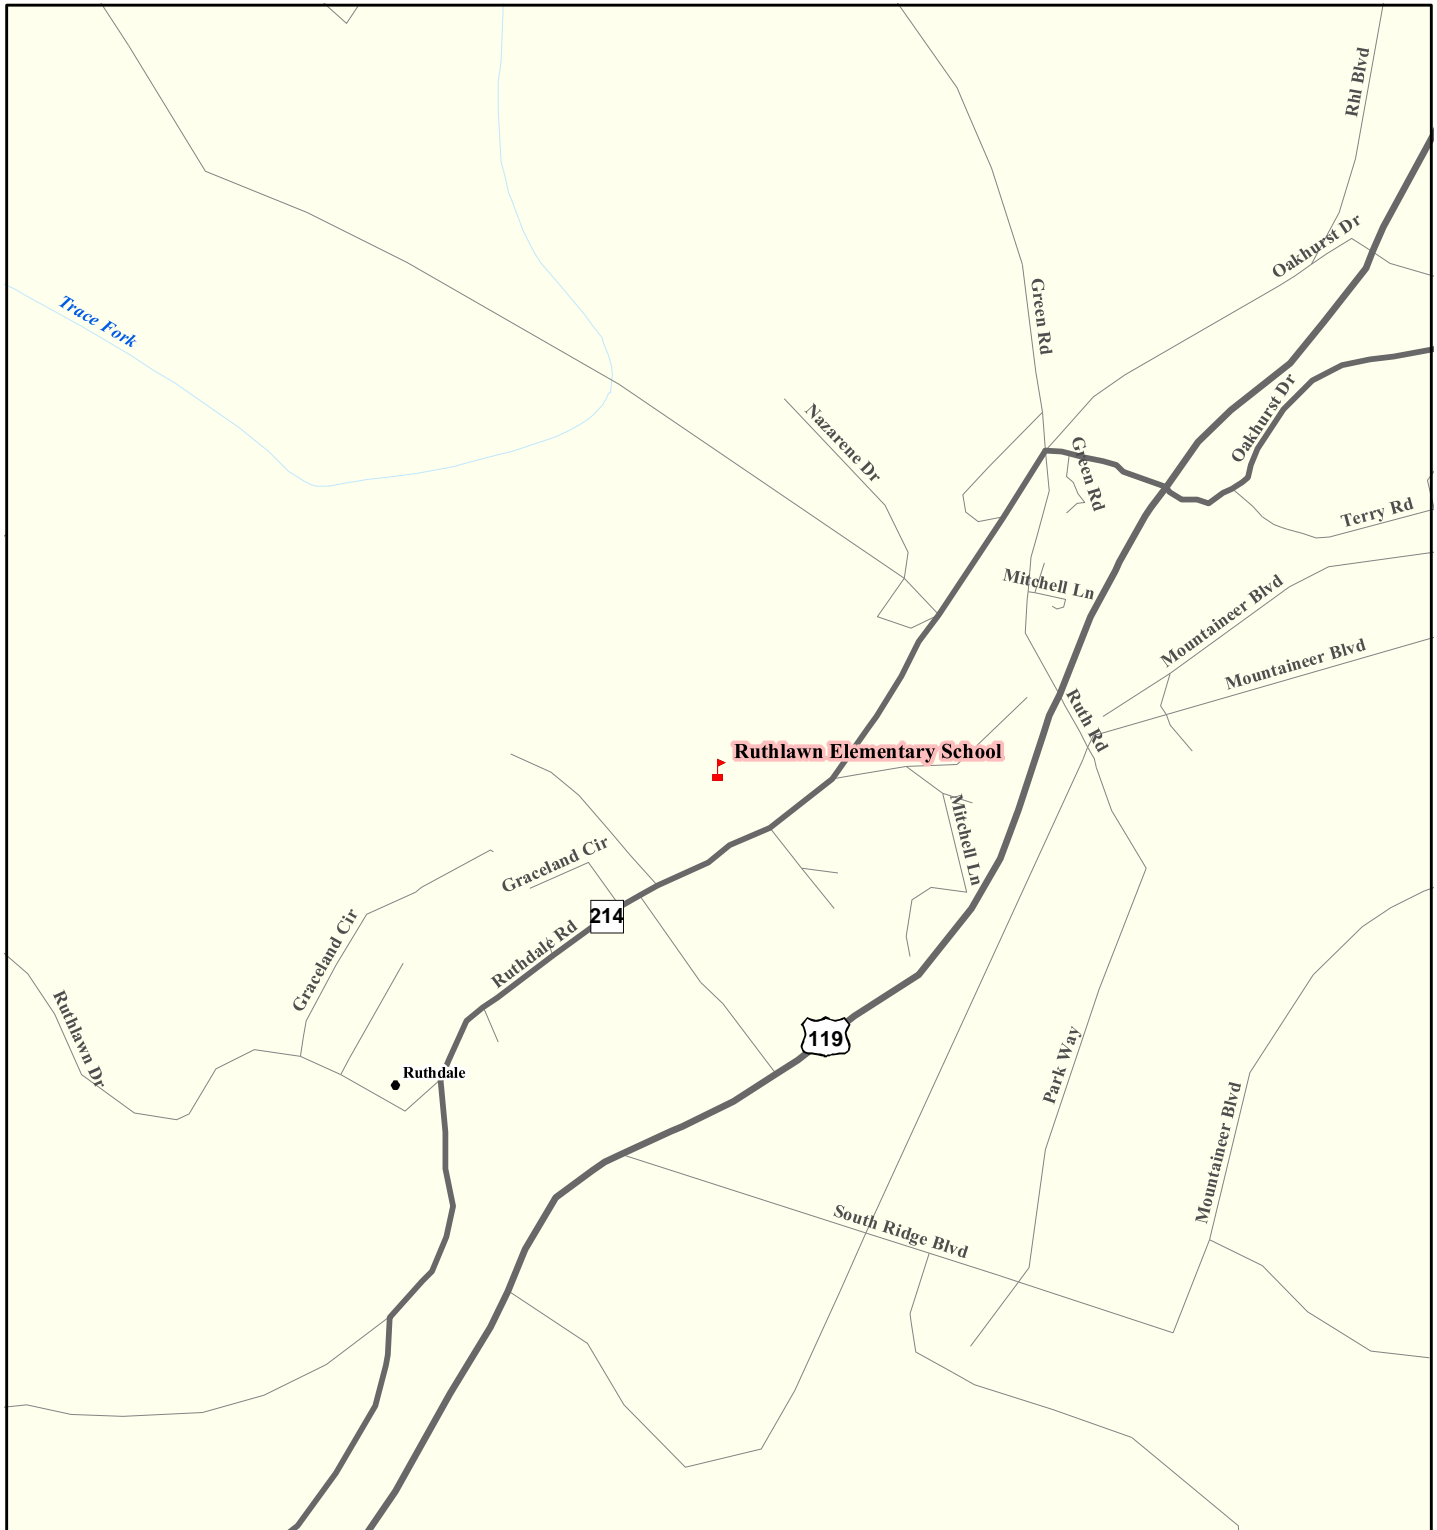 Rhl Blvd
Oakhurst Dr
Trace Fork
Green Rd
Oakhurst Dr
Nazarene Dr
Green Rd
Terry Rd
Mitchell Ln
Mountaineer Blvd
Mountaineer Blvd
Ruth Rd
Ruthlawn Elementary School
Mitchell Ln
Graceland Cir
214
Graceland Cir
Ruthdale Rd
Ruthlawn Dr
119
Ruthdale
Park Way
Mountaineer Blvd
South Ridge Blvd